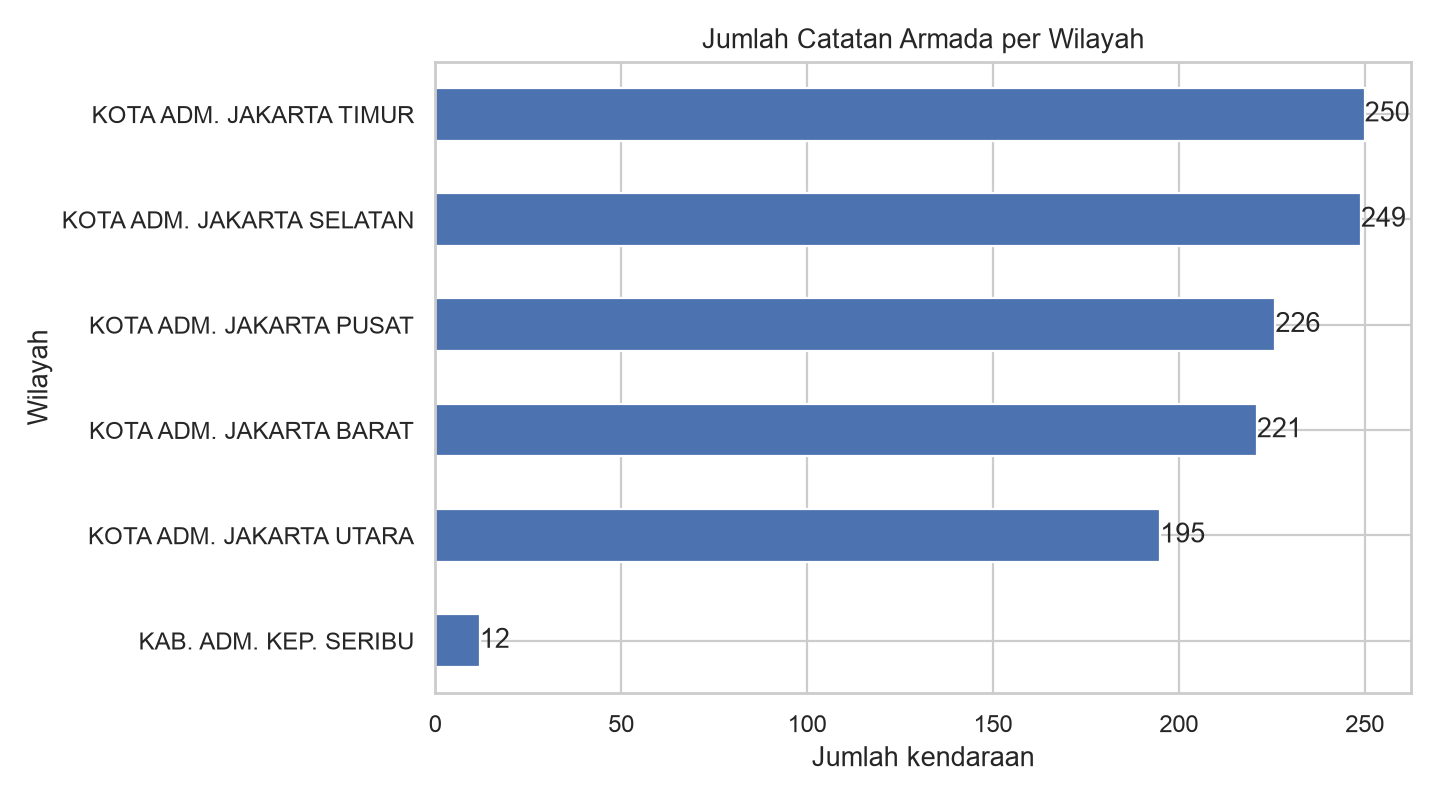 Jumlah Catatan Armada per Wilayah
KOTA ADM. JAKARTA TIMUR 250
KOTA ADM. JAKARTA SELATAN 249
KOTA ADM. JAKARTA PUSAT 226
KOTA ADM. JAKARTA BARAT 221
KOTA ADM. JAKARTA UTARA 195
KAB. ADM. KEP. SERIBU 12
Wilayah
0 50 100 150 200 250
Jumlah kendaraan